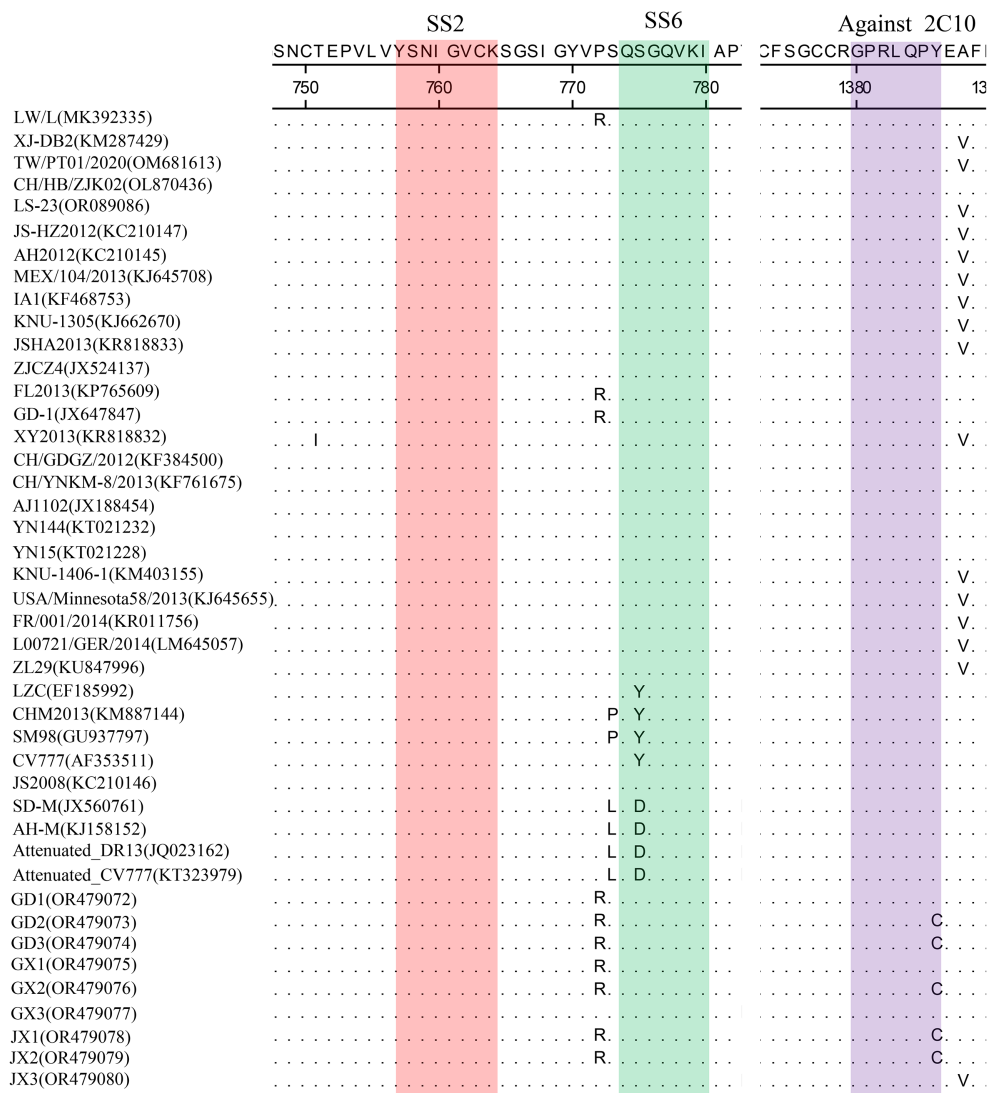 SS2 SS6 Against 2C10
SNCTEPVLVYSNIGVCKSGSIGYVPSQSGQVKIAP CFSGCCRGPRLQPYEAF
750 760 770 780 1380
LW/L(MK392335) R
XJ-DB2(KM287429) V
TW/PT01/2020(OM681613) V
CH/HB/ZJK02(OL870436)
LS-23(OR089086) V
JS-HZ2012(KC210147) V
AH2012(KC210145) V
MEX/104/2013(KJ645708) V
IA1(KF468753) V
KNU-1305(KJ662670) V
JSHA2013(KR818833) V
ZJCZ4(JX524137)
FL2013(KP765609) R
GD-1(JX647847) R
XY2013(KR818832) I V
CH/GDGZ/2012(KF384500)
CH/YNKM-8/2013(KF761675)
AJ1102(JX188454)
YN144(KT021232)
YN15(KT021228)
KNU-1406-1(KM403155) V
USA/Minnesota58/2013(KJ645655) V
FR/001/2014(KR011756) V
L00721/GER/2014(LM645057) V
ZL29(KU847996) V
LZC(EF185992) Y
CHM2013(KM887144) P Y
SM98(GU937797) P Y
CV777(AF353511) Y
JS2008(KC210146)
SD-M(JX560761) L D
AH-M(KJ158152) L D
Attenuated_DR13(JQ023162) L D
Attenuated_CV777(KT323979) L D
GD1(OR479072) R
GD2(OR479073) R C
GD3(OR479074) R C
GX1(OR479075) R
GX2(OR479076) R C
GX3(OR479077)
JX1(OR479078) R C
JX2(OR479079) R C
JX3(OR479080) V